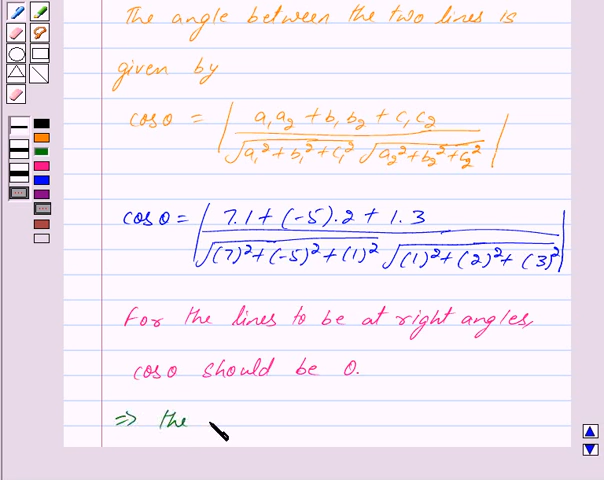 The angle between the two lines is
given by
cos θ = | a₁a₂ + b₁b₂ + c₁c₂ / √a₁²+b₁²+c₁² √a₂²+b₂²+c₂² |
cos θ = | 7.1 + (-5).2 + 1.3 / √(7)²+(-5)²+(1)² √(1)²+(2)²+(3)² |
For the lines to be at right angles,
cos θ should be 0.
⇒ the